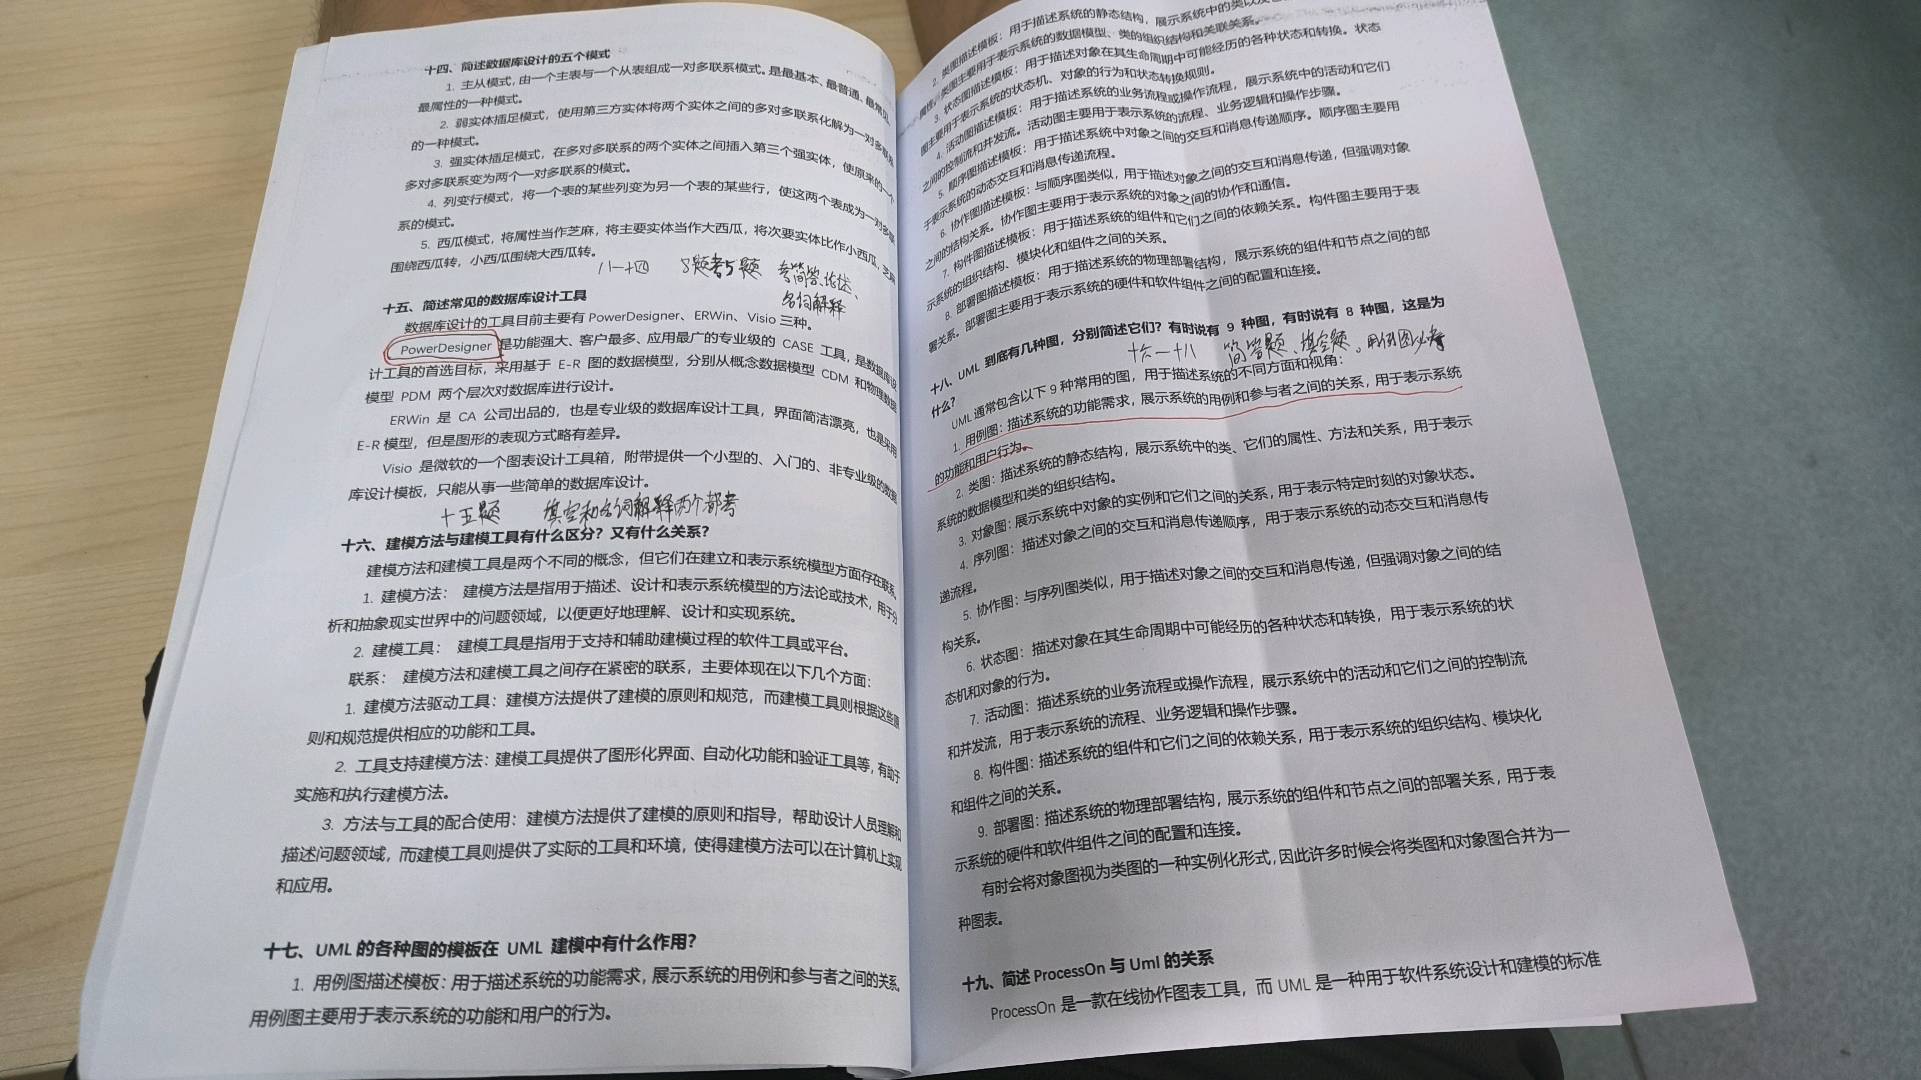 十四、简述数据库设计的五个模式
1. 主从模式,由一个主表与一个从表组成一对多联系模式。是最基本、最普通、最常见
最属性的一种模式。
2. 弱实体插足模式,使用第三方实体将两个实体之间的多对多联系化解为一对多联系
的一种模式。
3. 强实体插足模式,在多对多联系的两个实体之间插入第三个强实体,使原来的一个
多对多联系变为两个一对多联系的模式。
4. 列变行模式,将一个表的某些列变为另一个表的某些行,使这两个表成为一对多联
系的模式。
5. 西瓜模式,将属性当作芝麻,将主要实体当作大西瓜,将次要实体比作小西瓜、芝麻
围绕西瓜转,小西瓜围绕大西瓜转。
八一十四 8题考5题 考简答、论述、
名词解释
十五、简述常见的数据库设计工具
数据库设计的工具目前主要有 PowerDesigner、ERWin、Visio 三种。
PowerDesigner 是功能强大、客户最多、应用最广的专业级的 CASE 工具,是数据库设
计工具的首选目标,采用基于 E-R 图的数据模型,分别从概念数据模型 CDM 和物理数据
模型 PDM 两个层次对数据库进行设计。
ERWin 是 CA 公司出品的,也是专业级的数据库设计工具,界面简洁漂亮,也是采用
E-R 模型,但是图形的表现方式略有差异。
Visio 是微软的一个图表设计工具箱,附带提供一个小型的、入门的、非专业级的数据
库设计模板,只能从事一些简单的数据库设计。
十五题 填空和名词解释两个都考
十六、建模方法与建模工具有什么区分?又有什么关系?
建模方法和建模工具是两个不同的概念,但它们在建立和表示系统模型方面存在联系。
1. 建模方法: 建模方法是指用于描述、设计和表示系统模型的方法论或技术,用于分
析和抽象现实世界中的问题领域,以便更好地理解、设计和实现系统。
2. 建模工具: 建模工具是指用于支持和辅助建模过程的软件工具或平台。
联系: 建模方法和建模工具之间存在紧密的联系,主要体现在以下几个方面:
1. 建模方法驱动工具:建模方法提供了建模的原则和规范,而建模工具则根据这些原
则和规范提供相应的功能和工具。
2. 工具支持建模方法:建模工具提供了图形化界面、自动化功能和验证工具等,有助于
实施和执行建模方法。
3. 方法与工具的配合使用:建模方法提供了建模的原则和指导,帮助设计人员理解和
描述问题领域,而建模工具则提供了实际的工具和环境,使得建模方法可以在计算机上实现
和应用。
十七、UML 的各种图的模板在 UML 建模中有什么作用?
1. 用例图描述模板:用于描述系统的功能需求,展示系统的用例和参与者之间的关系。
用例图主要用于表示系统的功能和用户的行为。
2. 类图描述模板:用于描述系统的静态结构,展示系统中的类以及它
类图主要用于表示系统的数据模型、类的组织结构和关联关系。
3. 状态图描述模板:用于描述对象在其生命周期中可能经历的各种状态和转换。状态
图主要用于表示系统的状态机、对象的行为和状态转换规则。
4. 活动图描述模板:用于描述系统的业务流程或操作流程,展示系统中的活动和它们
之间的控制流和并发流。活动图主要用于表示系统的流程、业务逻辑和操作步骤。
5. 顺序图描述模板:用于描述系统中对象之间的交互和消息传递顺序。顺序图主要用
于表示系统的动态交互和消息传递流程。
6. 协作图描述模板:与顺序图类似,用于描述对象之间的交互和消息传递,但强调对象
之间的结构关系。协作图主要用于表示系统的对象之间的协作和通信。
7. 构件图描述模板:用于描述系统的组件和它们之间的依赖关系。构件图主要用于表
示系统的组织结构、模块化和组件之间的关系。
8. 部署图描述模板:用于描述系统的物理部署结构,展示系统的组件和节点之间的部
署关系。部署图主要用于表示系统的硬件和软件组件之间的配置和连接。
十八、UML 到底有几种图,分别简述它们?有时说有 9 种图,有时说有 8 种图,这是为
什么?
十六一十八 简答题、填空题、用例图必考
UML 通常包含以下 9 种常用的图,用于描述系统的不同方面和视角:
1. 用例图:描述系统的功能需求,展示系统的用例和参与者之间的关系,用于表示系统
的功能和用户行为。
2. 类图:描述系统的静态结构,展示系统中的类、它们的属性、方法和关系,用于表示
系统的数据模型和类的组织结构。
3. 对象图:展示系统中对象的实例和它们之间的关系,用于表示特定时刻的对象状态。
4. 序列图:描述对象之间的交互和消息传递顺序,用于表示系统的动态交互和消息传
递流程。
5. 协作图:与序列图类似,用于描述对象之间的交互和消息传递,但强调对象之间的结
构关系。
6. 状态图:描述对象在其生命周期中可能经历的各种状态和转换,用于表示系统的状
态机和对象的行为。
7. 活动图:描述系统的业务流程或操作流程,展示系统中的活动和它们之间的控制流
和并发流,用于表示系统的流程、业务逻辑和操作步骤。
8. 构件图:描述系统的组件和它们之间的依赖关系,用于表示系统的组织结构、模块化
和组件之间的关系。
9. 部署图:描述系统的物理部署结构,展示系统的组件和节点之间的部署关系,用于表
示系统的硬件和软件组件之间的配置和连接。
有时会将对象图视为类图的一种实例化形式,因此许多时候会将类图和对象图合并为一
种图表。
十九、简述 ProcessOn 与 Uml 的关系
ProcessOn 是一款在线协作图表工具,而 UML 是一种用于软件系统设计和建模的标准